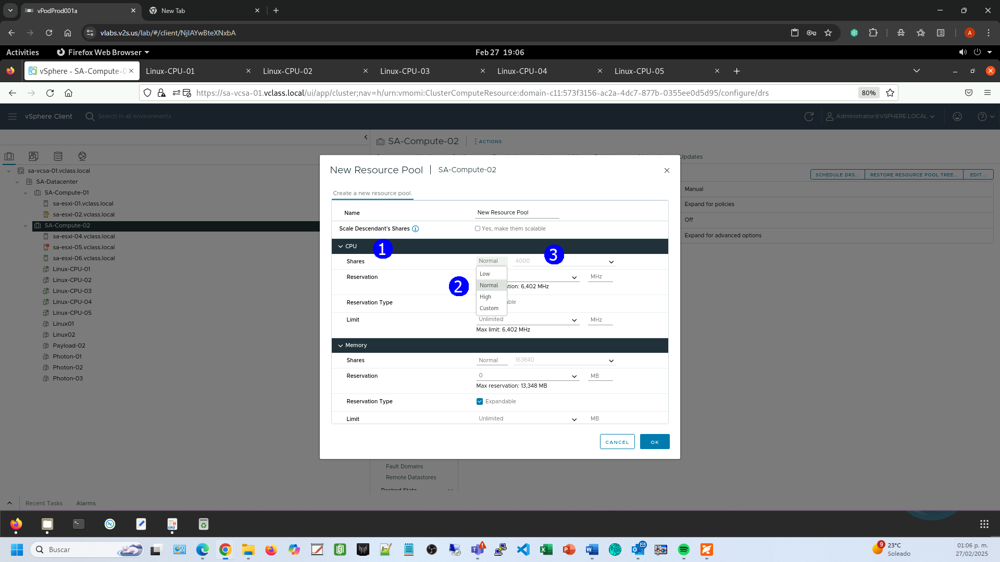 vPodProd001a
New Tab
vlabs.v2s.us/lab/#/client/NjIAYwBteXNxbA
A
Activities
Firefox Web Browser
Feb 27 19:06
vSphere - SA-Compute-0
Linux-CPU-01
Linux-CPU-02
Linux-CPU-03
Linux-CPU-04
Linux-CPU-05
https://sa-vcsa-01.vclass.local/ui/app/cluster;nav=h/urn:vmomi:ClusterComputeResource:domain-c11:573f3156-ac2a-4dc7-877b-0355ee0d5d95/configure/drs
80%
vSphere Client
Search in all environments
Administrator@VSPHERE.LOCAL
SA-Compute-02
ACTIONS
Updates
sa-vcsa-01.vclass.local
SA-Datacenter
SA-Compute-01
sa-esxi-01.vclass.local
sa-esxi-02.vclass.local
SA-Compute-02
sa-esxi-04.vclass.local
sa-esxi-05.vclass.local
sa-esxi-06.vclass.local
Linux-CPU-01
Linux-CPU-02
Linux-CPU-03
Linux-CPU-04
Linux-CPU-05
Linux01
Linux02
Payload-02
Photon-01
Photon-02
Photon-03
SCHEDULE DRS...
RESTORE RESOURCE POOL TREE...
EDIT...
Manual
Expand for policies
Off
Expand for advanced options
New Resource Pool
SA-Compute-02
Create a new resource pool.
Name
New Resource Pool
Scale Descendant's Shares
Yes, make them scalable
CPU
1
Shares
Normal
4000
3
Low
Normal
High
Custom
2
Reservation
MHz
tion: 6,402 MHz
Reservation Type
able
Limit
Unlimited
MHz
Max limit: 6,402 MHz
Memory
Shares
Normal
163840
Reservation
0
MB
Max reservation: 13,348 MB
Reservation Type
Expandable
Limit
Unlimited
MB
CANCEL
OK
Fault Domains
Remote Datastores
Recent Tasks
Alarms
Buscar
9
23°C
Soleado
01:06 p. m.
27/02/2025